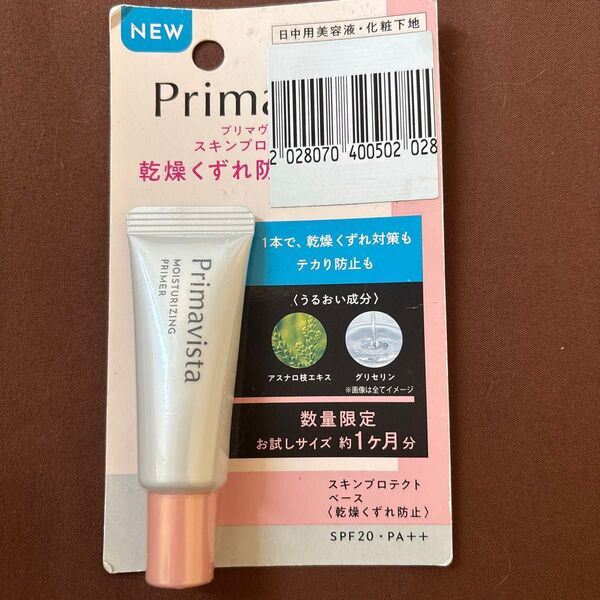 NEW
日中用美容液・化粧下地
Prima
プリマヴ
スキンプロ
乾燥くずれ防
2 028070 400502 028
1本で、乾燥くずれ対策も
テカり防止も
〈うるおい成分〉
アスナロ枝エキス
グリセリン
※画像は全てイメージ
数量限定
お試しサイズ 約1ヶ月分
スキンプロテクト
ベース
〈乾燥くずれ防止〉
SPF20・PA++
Primavista
MOISTURIZING
PRIMER